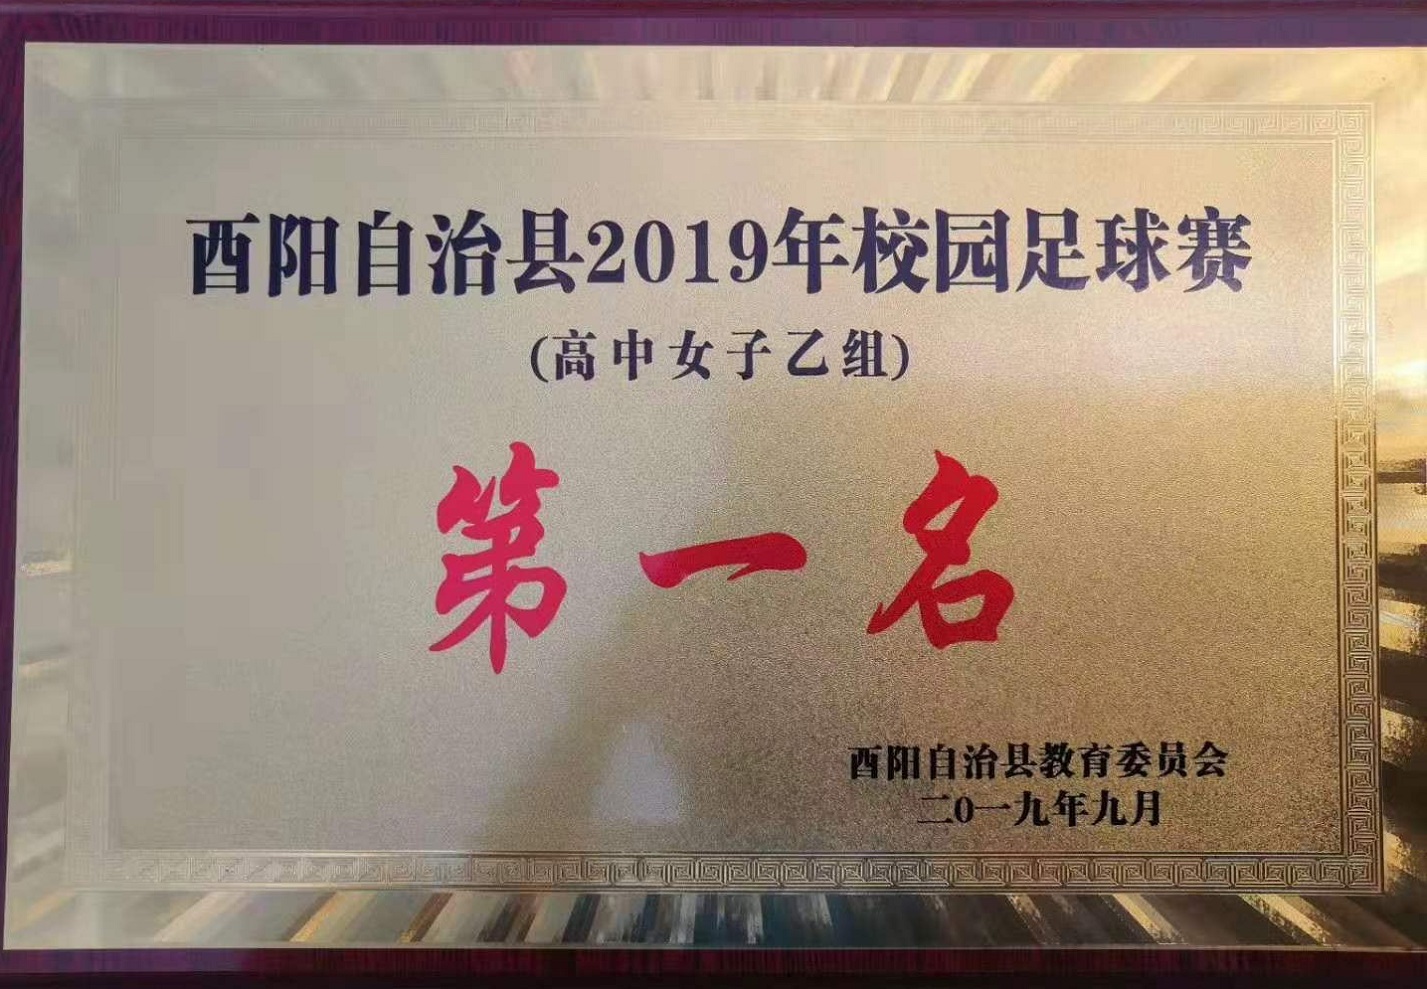 酉阳自治县2019年校园足球赛
(高中女子乙组)
第一名
酉阳自治县教育委员会
二0一九年九月